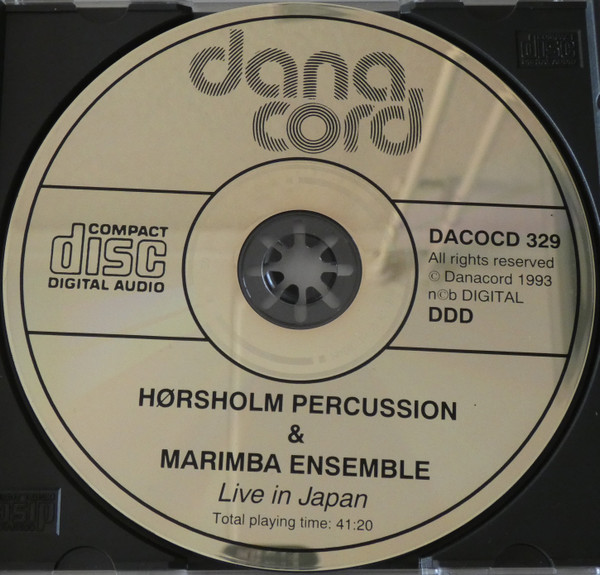 dana
cord
COMPACT
disc
DIGITAL AUDIO
DACOCD 329
All rights reserved
© Danacord 1993
n©b DIGITAL
DDD
HØRSHOLM PERCUSSION
&
MARIMBA ENSEMBLE
Live in Japan
Total playing time: 41:20